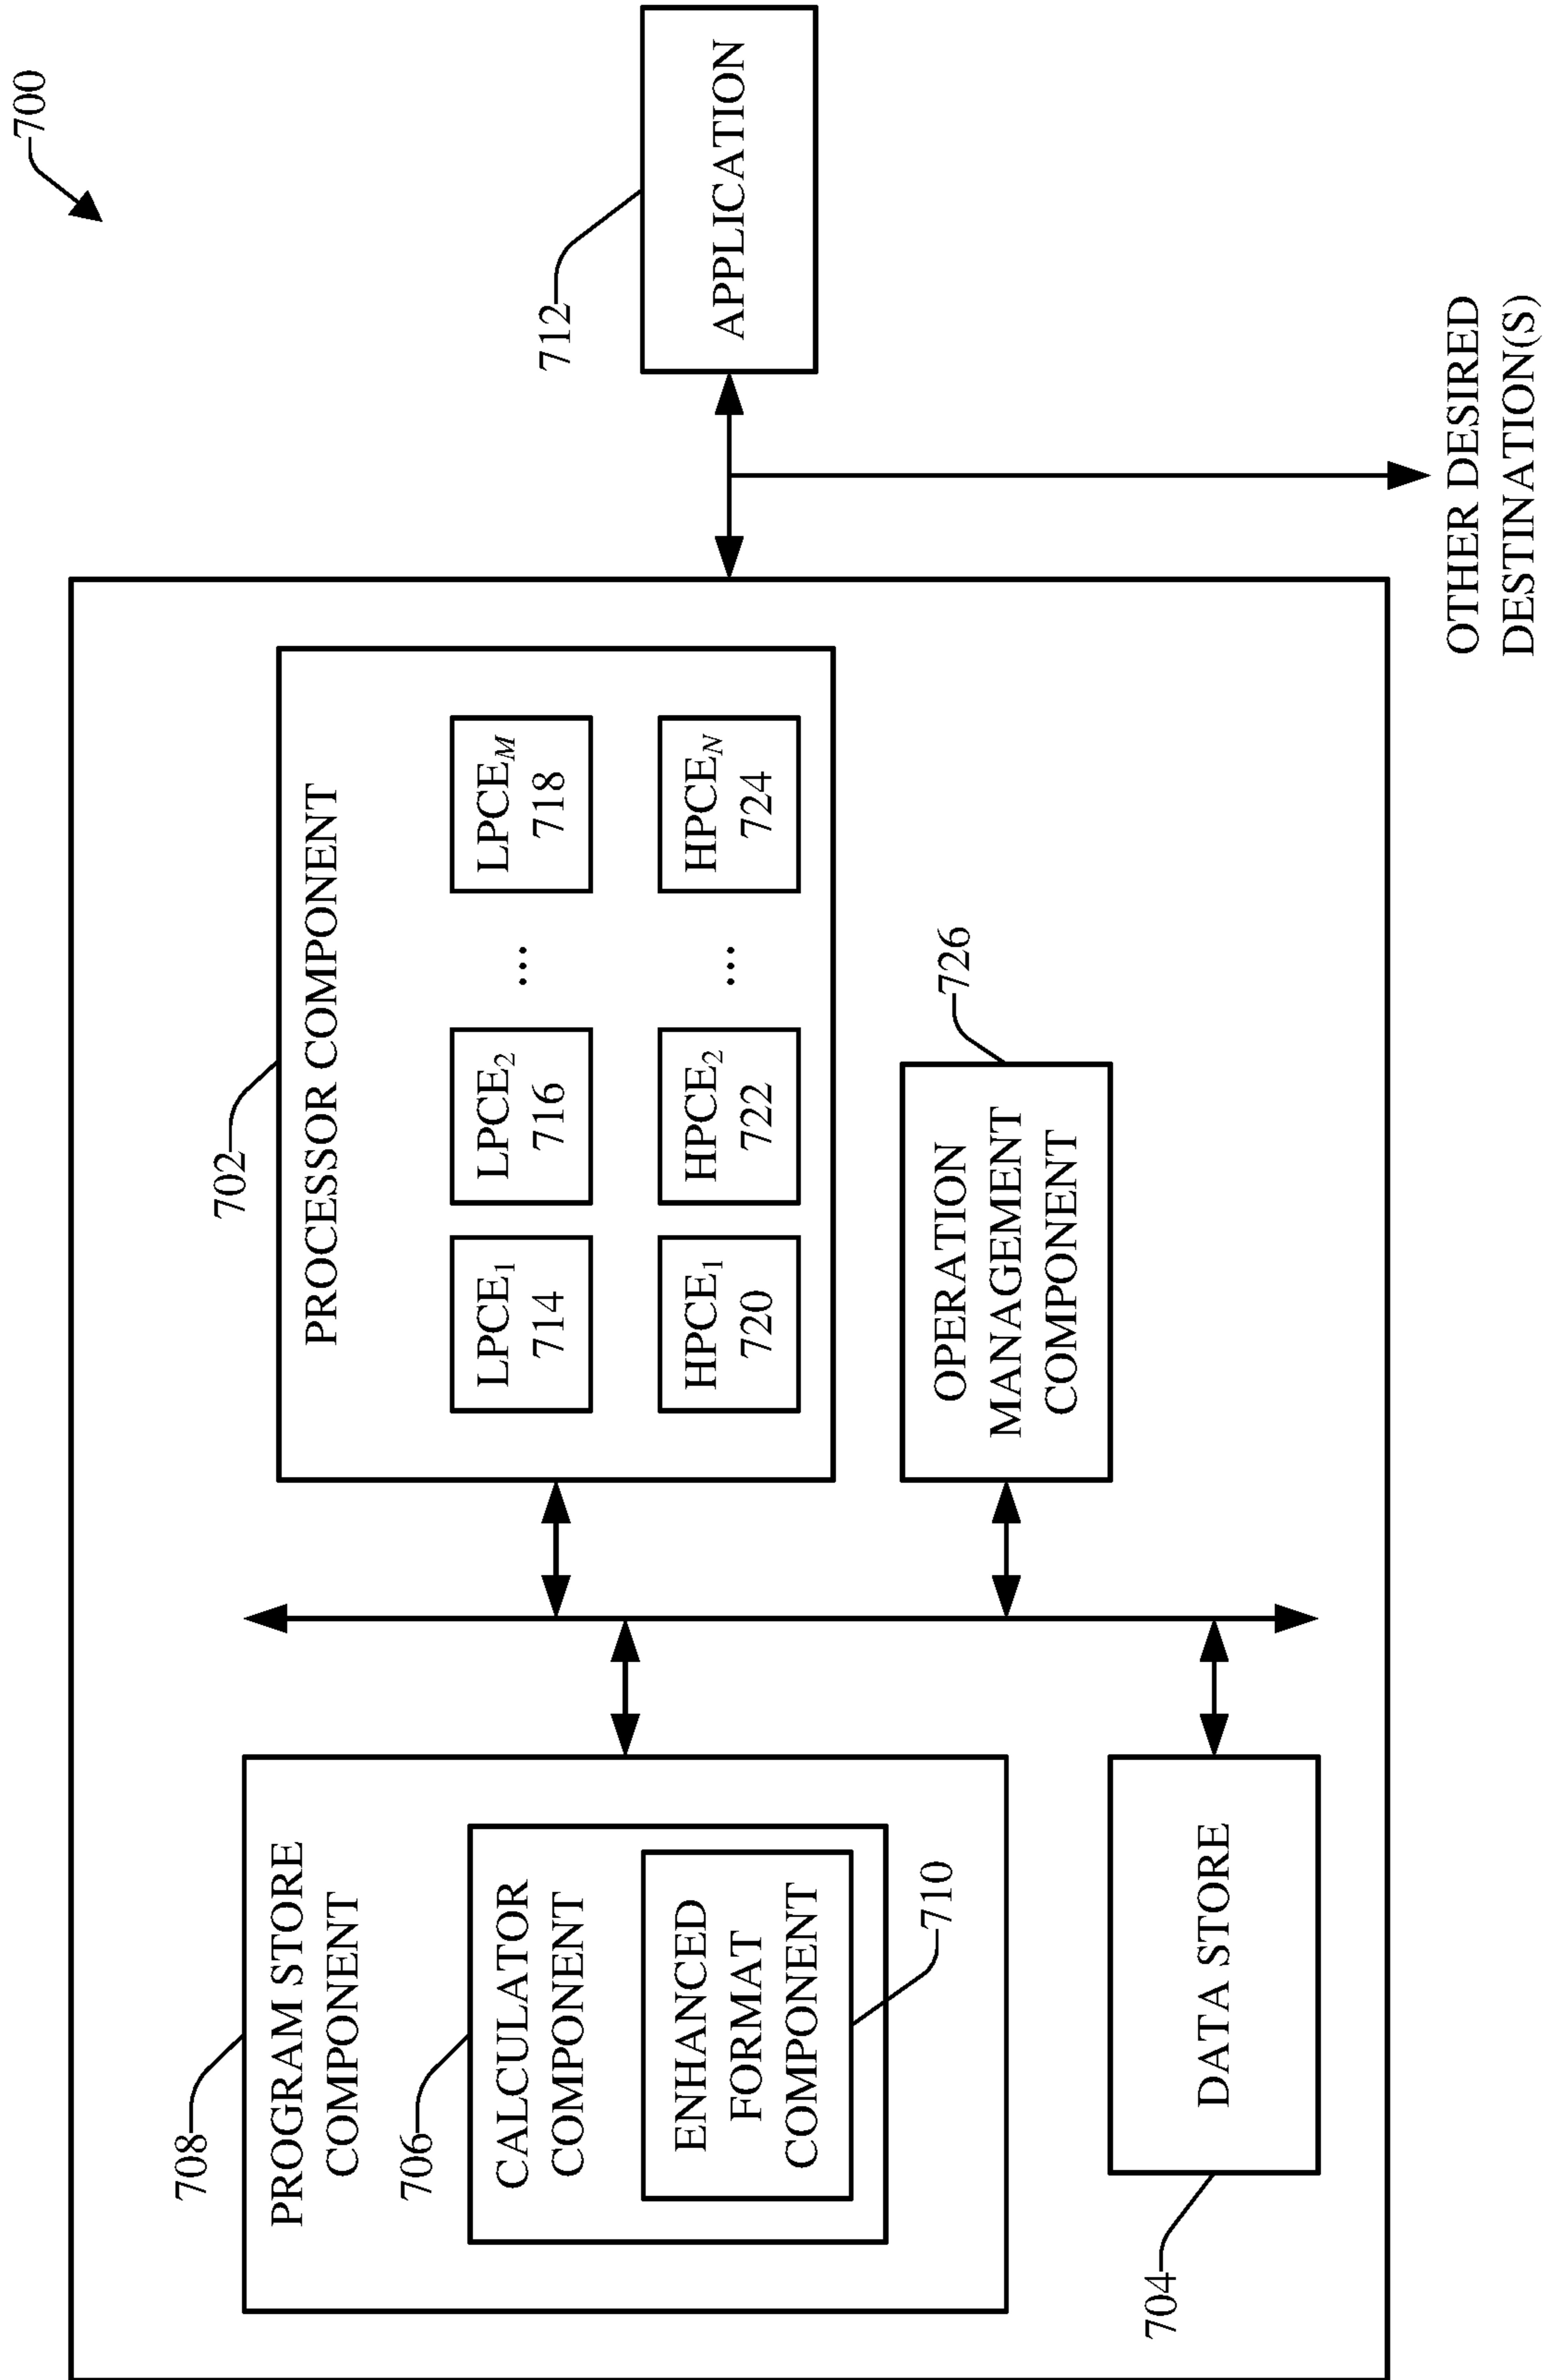 700
708
PROGRAM STORE
COMPONENT
706
CALCULATOR
COMPONENT
ENHANCED
FORMAT
COMPONENT
710
704
DATA STORE
702
PROCESSOR COMPONENT
LPCE1
714
LPCE2
716
...
LPCEM
718
HPCE1
720
HPCE2
722
...
HPCEN
724
726
OPERATION
MANAGEMENT
COMPONENT
712
APPLICATION
OTHER DESIRED
DESTINATION(S)